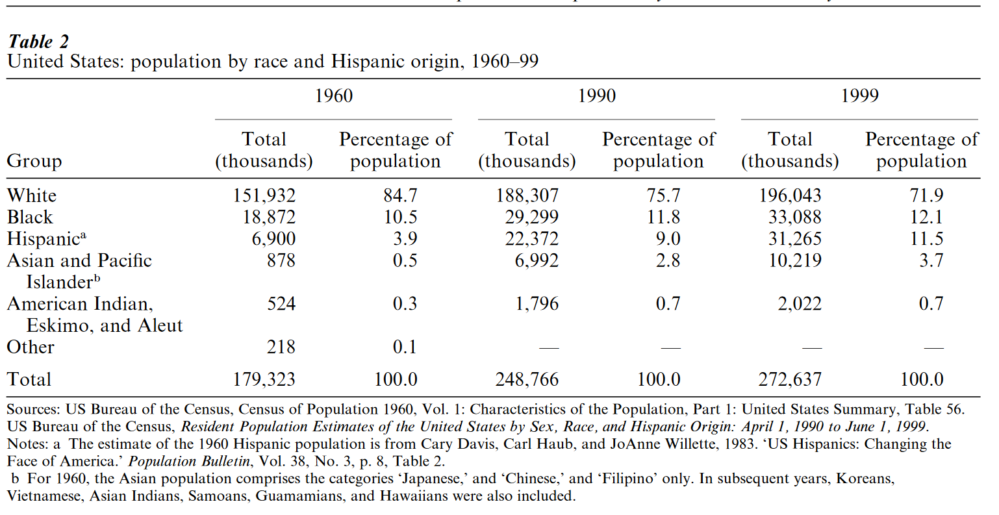 Table 2
United States: population by race and Hispanic origin, 1960–99
1960 1990 1999
Total Percentage of Total Percentage of Total Percentage of
Group (thousands) population (thousands) population (thousands) population
White 151,932 84.7 188,307 75.7 196,043 71.9
Black 18,872 10.5 29,299 11.8 33,088 12.1
Hispanicᵃ 6,900 3.9 22,372 9.0 31,265 11.5
Asian and Pacific 878 0.5 6,992 2.8 10,219 3.7
Islanderᵇ
American Indian, 524 0.3 1,796 0.7 2,022 0.7
Eskimo, and Aleut
Other 218 0.1 — — — —
Total 179,323 100.0 248,766 100.0 272,637 100.0
Sources: US Bureau of the Census, Census of Population 1960, Vol. 1: Characteristics of the Population, Part 1: United States Summary, Table 56.
US Bureau of the Census, Resident Population Estimates of the United States by Sex, Race, and Hispanic Origin: April 1, 1990 to June 1, 1999.
Notes: a The estimate of the 1960 Hispanic population is from Cary Davis, Carl Haub, and JoAnne Willette, 1983. ‘US Hispanics: Changing the
Face of America.’ Population Bulletin, Vol. 38, No. 3, p. 8, Table 2.
b For 1960, the Asian population comprises the categories ‘Japanese,’ and ‘Chinese,’ and ‘Filipino’ only. In subsequent years, Koreans,
Vietnamese, Asian Indians, Samoans, Guamamians, and Hawaiians were also included.